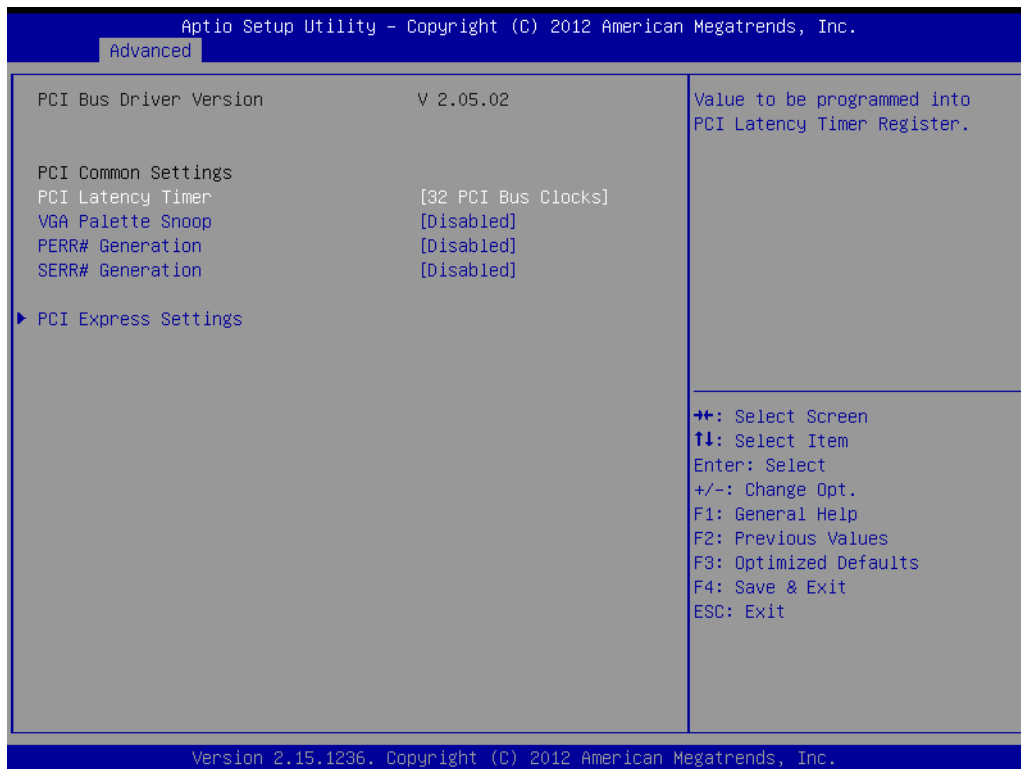 Aptio Setup Utility – Copyright (C) 2012 American Megatrends, Inc.
Advanced
PCI Bus Driver Version V 2.05.02
PCI Common Settings
PCI Latency Timer [32 PCI Bus Clocks]
VGA Palette Snoop [Disabled]
PERR# Generation [Disabled]
SERR# Generation [Disabled]
▶ PCI Express Settings
Value to be programmed into
PCI Latency Timer Register.
→←: Select Screen
↑↓: Select Item
Enter: Select
+/-: Change Opt.
F1: General Help
F2: Previous Values
F3: Optimized Defaults
F4: Save & Exit
ESC: Exit
Version 2.15.1236. Copyright (C) 2012 American Megatrends, Inc.